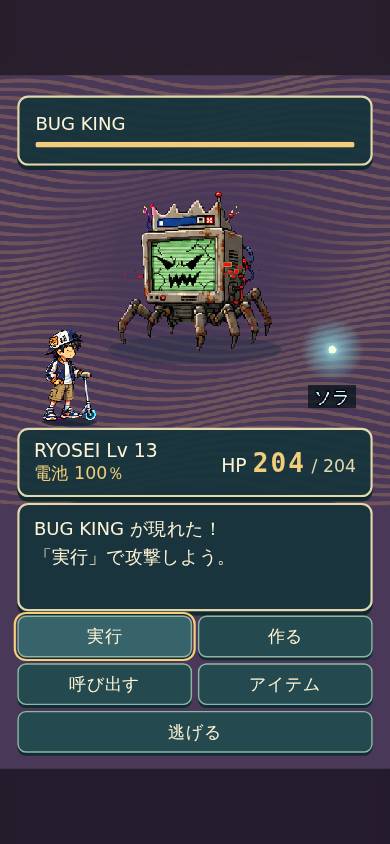 BUG KING
ソラ
RYOSEI Lv 13
電池 100％
HP 204 / 204
BUG KING が現れた！
「実行」で攻撃しよう。
実行
作る
呼び出す
アイテム
逃げる